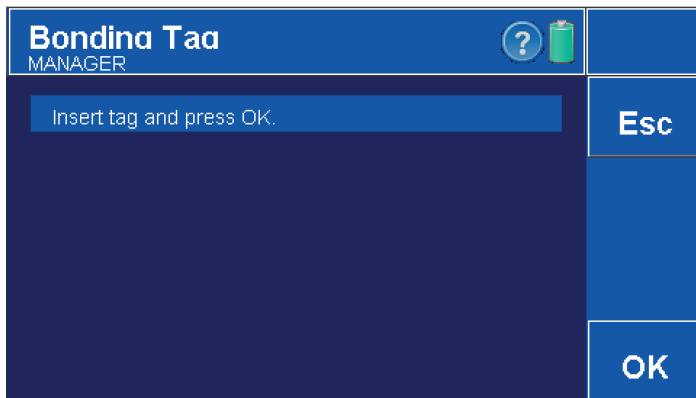 Bonding Tag
MANAGER
?
Insert tag and press OK.
Esc
OK